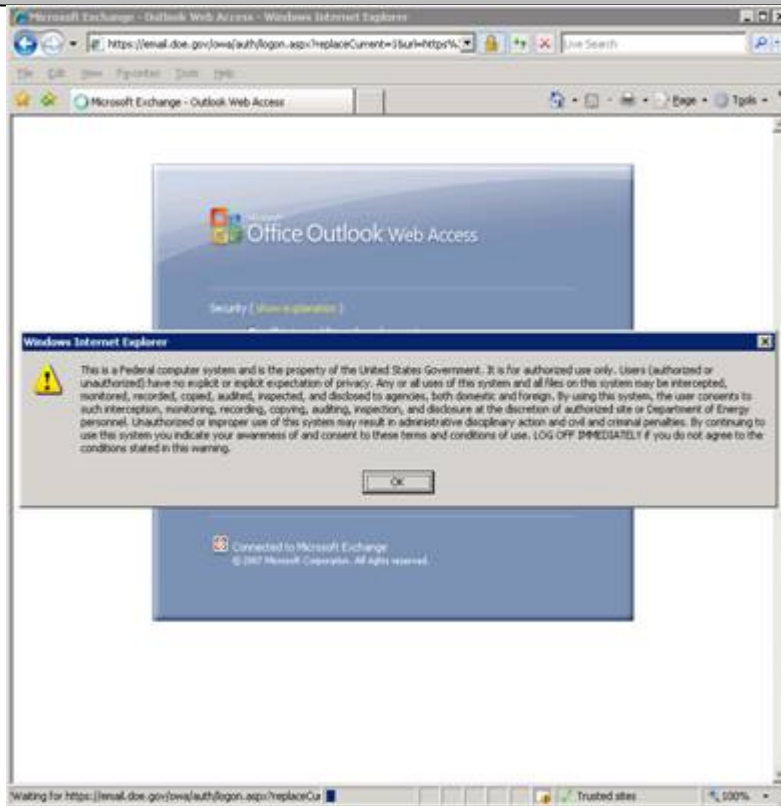 Microsoft Exchange - Outlook Web Access - Windows Internet Explorer
https://email.doe.gov/owa/auth/logon.aspx?replaceCurrent=1&url=https%
Live Search
File Edit View Favorites Tools Help
Microsoft Exchange - Outlook Web Access
Page
Tools
Microsoft
Office Outlook Web Access
Security ( show explanation )
Windows Internet Explorer
This is a Federal computer system and is the property of the United States Government. It is for authorized use only. Users (authorized or
unauthorized) have no explicit or implicit expectation of privacy. Any or all uses of this system and all files on this system may be intercepted,
monitored, recorded, copied, audited, inspected, and disclosed to agencies, both domestic and foreign. By using this system, the user consents to
such interception, monitoring, recording, copying, auditing, inspection, and disclosure at the discretion of authorized site or Department of Energy
personnel. Unauthorized or improper use of this system may result in administrative disciplinary action and civil and criminal penalties. By continuing to
use this system you indicate your awareness of and consent to these terms and conditions of use. LOG OFF IMMEDIATELY if you do not agree to the
conditions stated in this warning.
OK
Connected to Microsoft Exchange
© 2007 Microsoft Corporation. All rights reserved.
Waiting for https://email.doe.gov/owa/auth/logon.aspx?replaceCur
Trusted sites
100%